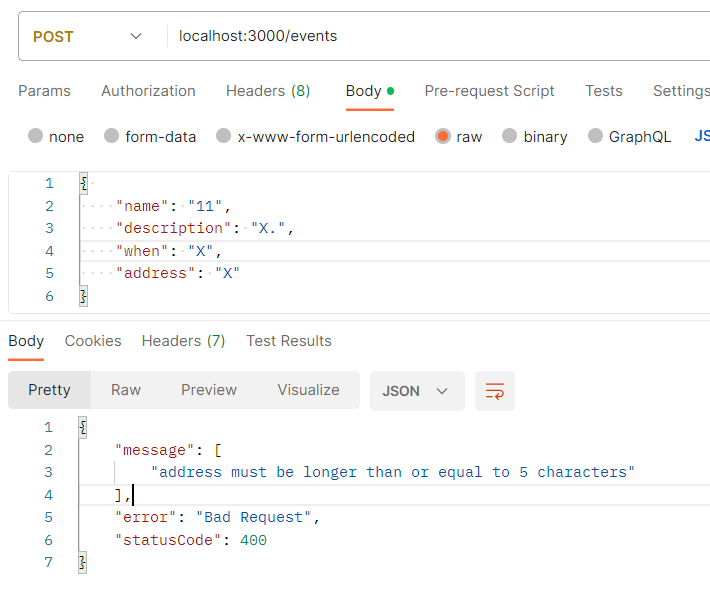 POST localhost:3000/events
Params Authorization Headers (8) Body Pre-request Script Tests Settings
none form-data x-www-form-urlencoded raw binary GraphQL JS
1 {
2 "name": "11",
3 "description": "X.",
4 "when": "X",
5 "address": "X"
6 }
Body Cookies Headers (7) Test Results
Pretty Raw Preview Visualize JSON
1 {
2 "message": [
3 "address must be longer than or equal to 5 characters"
4 ],
5 "error": "Bad Request",
6 "statusCode": 400
7 }